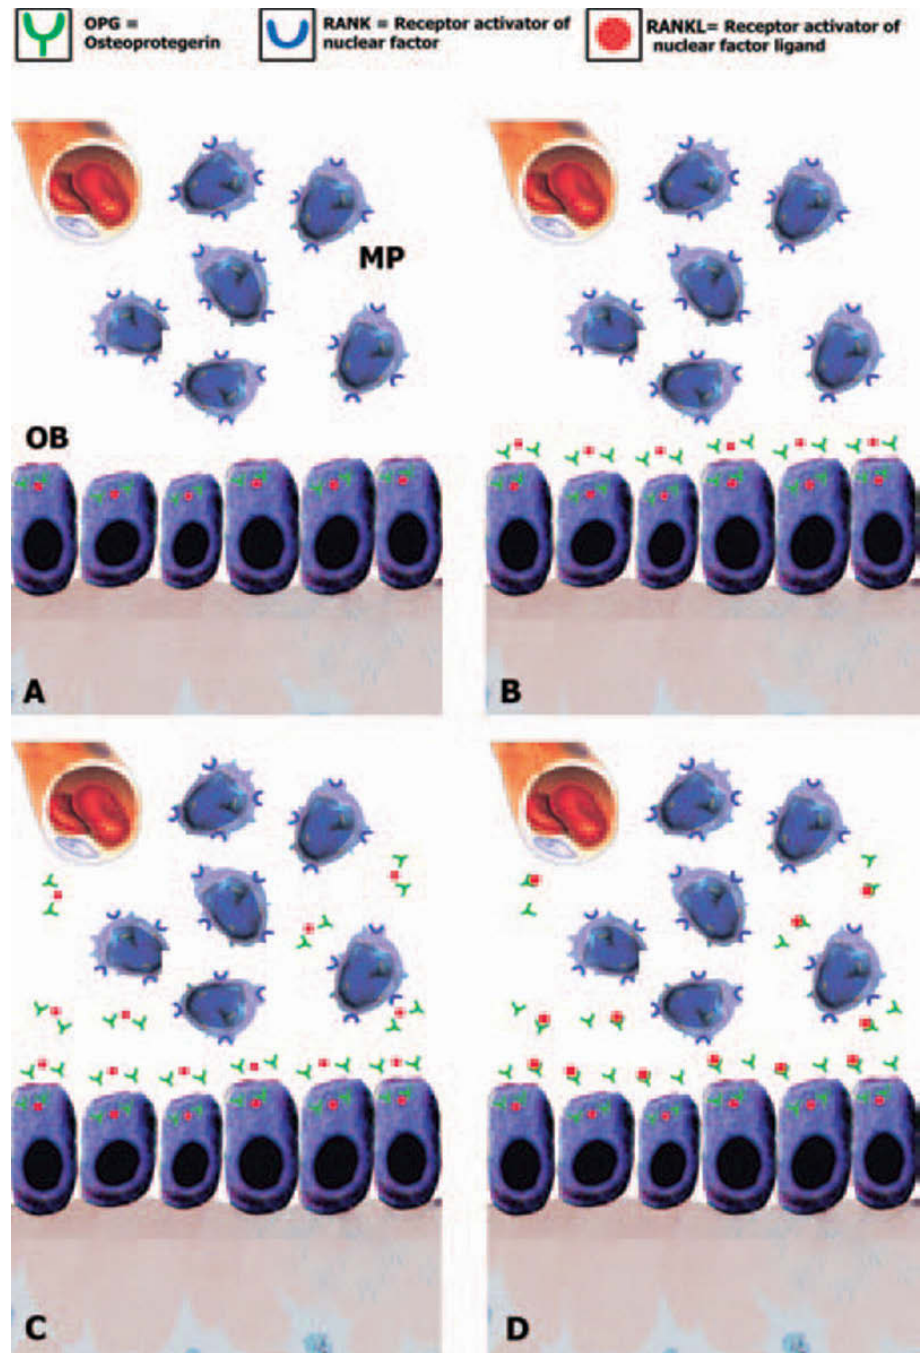 OPG =
Osteoprotegerin
RANK = Receptor activator of
nuclear factor
RANKL= Receptor activator of
nuclear factor ligand
MP
OB
A
B
C
D